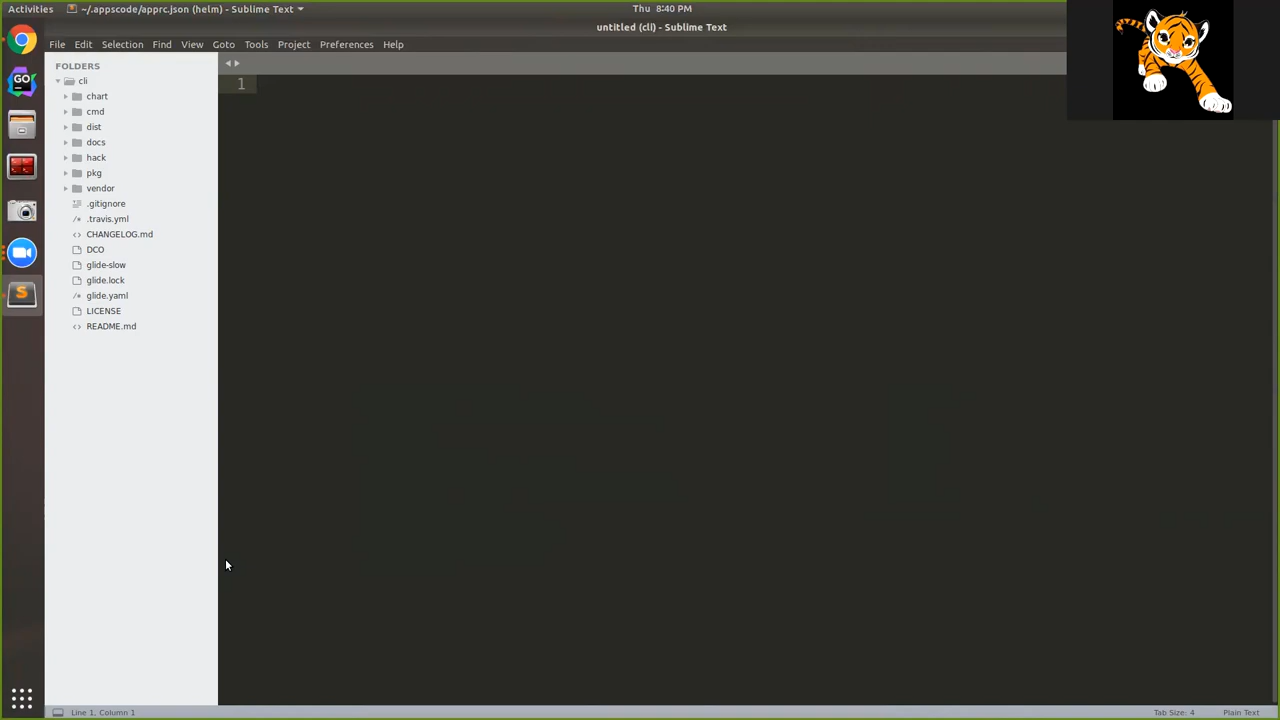 Activities
~/.appscode/apprc.json (helm) - Sublime Text
Thu 8:40 PM
untitled (cli) - Sublime Text
File Edit Selection Find View Goto Tools Project Preferences Help
FOLDERS
cli
chart
cmd
dist
docs
hack
pkg
vendor
.gitignore
.travis.yml
CHANGELOG.md
DCO
glide-slow
glide.lock
glide.yaml
LICENSE
README.md
1
GO
S
Line 1, Column 1
Tab Size: 4
Plain Text